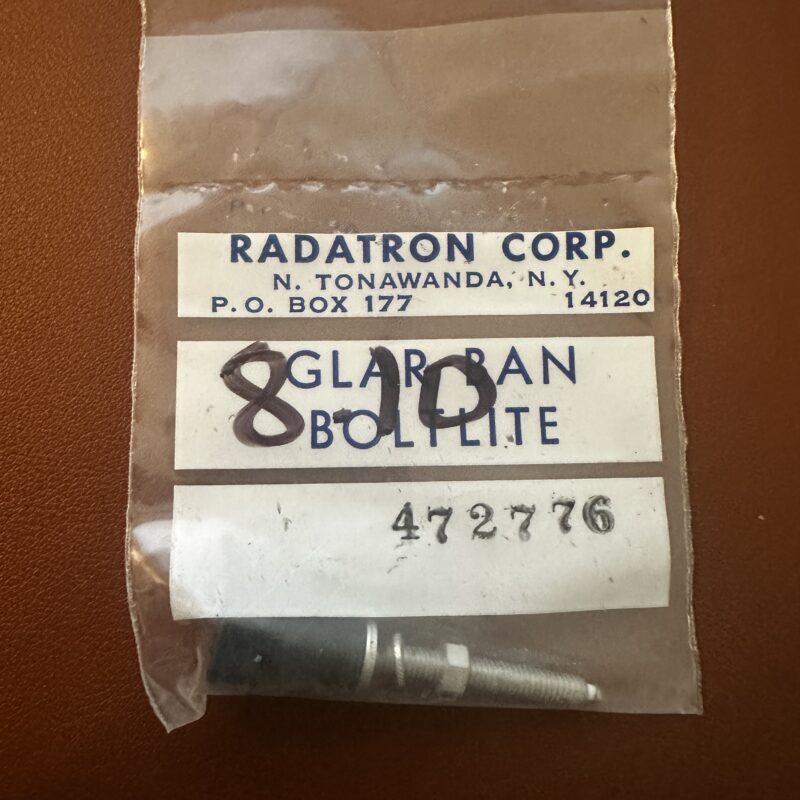 RADATRON CORP.
N. TONAWANDA, N.Y.
P.O. BOX 177 14120
GLAR BAN
8-10
BOLTLITE
472776